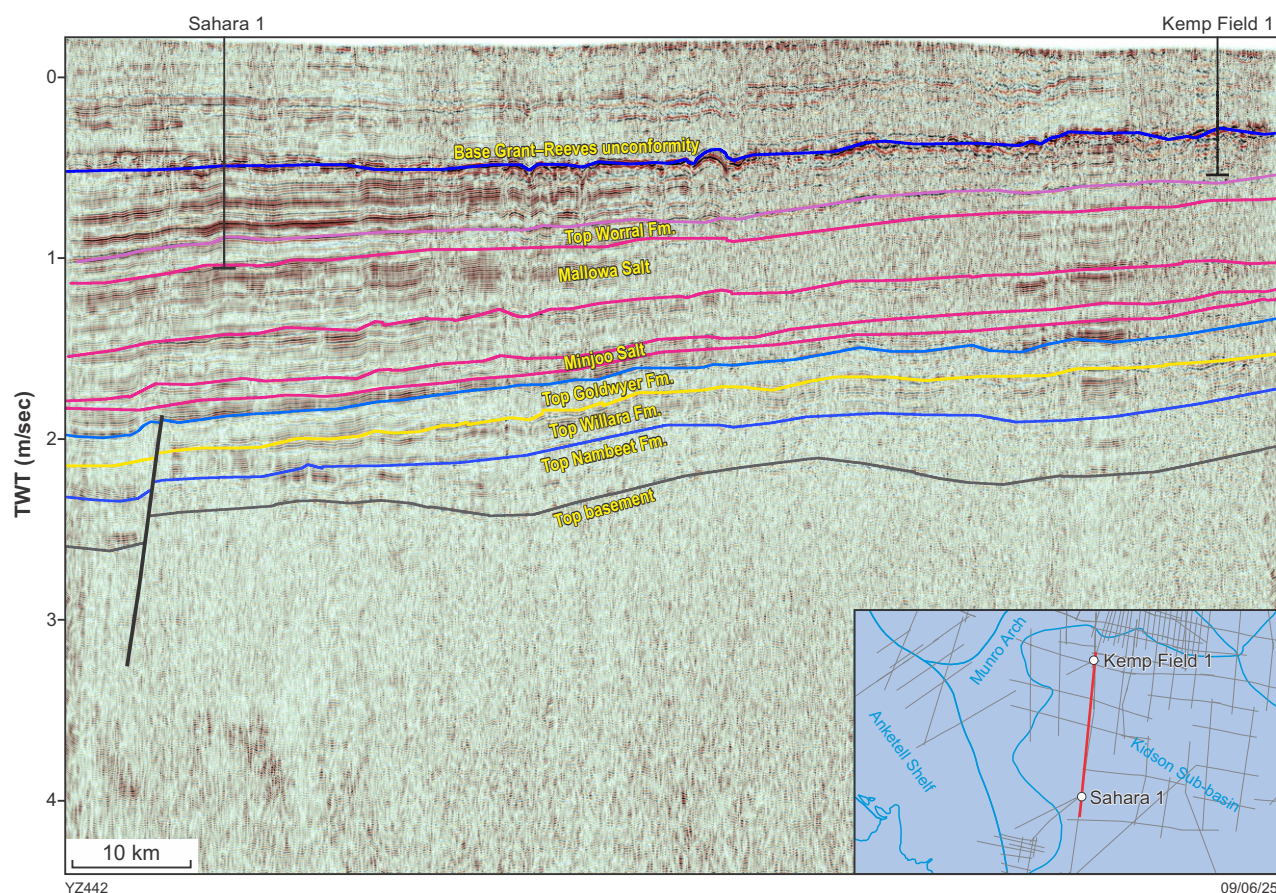 Sahara 1
Kemp Field 1
0
Base Grant–Reeves unconformity
Top Worral Fm.
1
Mallowa Salt
Minjoo Salt
Top Goldwyer Fm.
Top Willara Fm.
2
Top Nambeet Fm.
TWT (m/sec)
Top basement
3
Munro Arch
Kemp Field 1
Anketell Shelf
Kidson Sub-basin
Sahara 1
4
10 km
YZ442
09/06/25